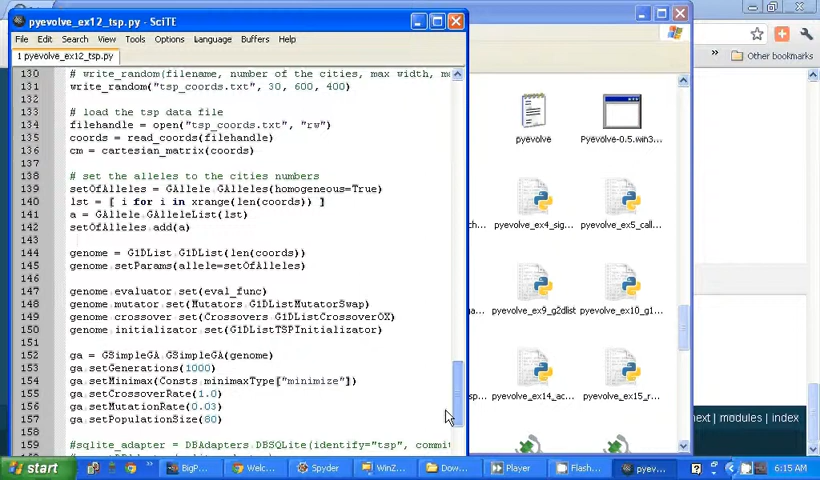 pyevolve_ex12_tsp.py - SciTE
File Edit Search View Tools Options Language Buffers Help
1 pyevolve_ex12_tsp.py
130 # write_random(filename, number of the cities, max width, m
131 write_random("tsp_coords.txt", 30, 600, 400)
132
133 # load the tsp data file
134 filehandle = open("tsp_coords.txt", "rw")
135 coords = read_coords(filehandle)
136 cm = cartesian_matrix(coords)
137
138 # set the alleles to the cities numbers
139 setOfAlleles = GAllele.GAlleles(homogeneous=True)
140 lst = [ i for i in xrange(len(coords)) ]
141 a = GAllele.GAlleleList(lst)
142 setOfAlleles.add(a)
143
144 genome = G1DList.G1DList(len(coords))
145 genome.setParams(allele=setOfAlleles)
146
147 genome.evaluator.set(eval_func)
148 genome.mutator.set(Mutators.G1DListMutatorSwap)
149 genome.crossover.set(Crossovers.G1DListCrossoverOX)
150 genome.initializator.set(G1DListTSPInitializator)
151
152 ga = GSimpleGA.GSimpleGA(genome)
153 ga.setGenerations(1000)
154 ga.setMinimax(Consts.minimaxType["minimize"])
155 ga.setCrossoverRate(1.0)
156 ga.setMutationRate(0.03)
157 ga.setPopulationSize(80)
158
159 #sqlite_adapter = DBAdapters.DBSQLite(identify="tsp", commit
» Other bookmarks
pyevolve Pyevolve-0.5.win3...
pyevolve_ex4_sig... pyevolve_ex5_call...
pyevolve_ex9_g2dlist pyevolve_ex10_g1...
pyevolve_ex14_ac... pyevolve_ex15_r...
next | modules | index
start BigP... Welc... Spyder WinZ... Dow... Player Flash... pyev... 6:15 AM